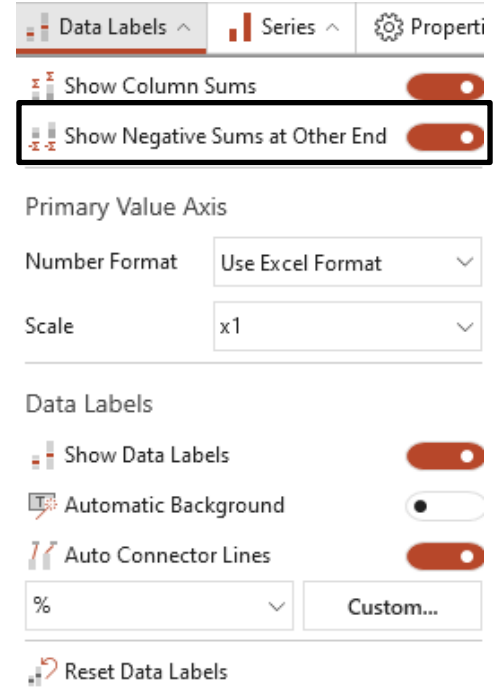 Data Labels Series Properti
Show Column Sums
Show Negative Sums at Other End
Primary Value Axis
Number Format Use Excel Format
Scale x1
Data Labels
Show Data Labels
Automatic Background
Auto Connector Lines
% Custom...
Reset Data Labels